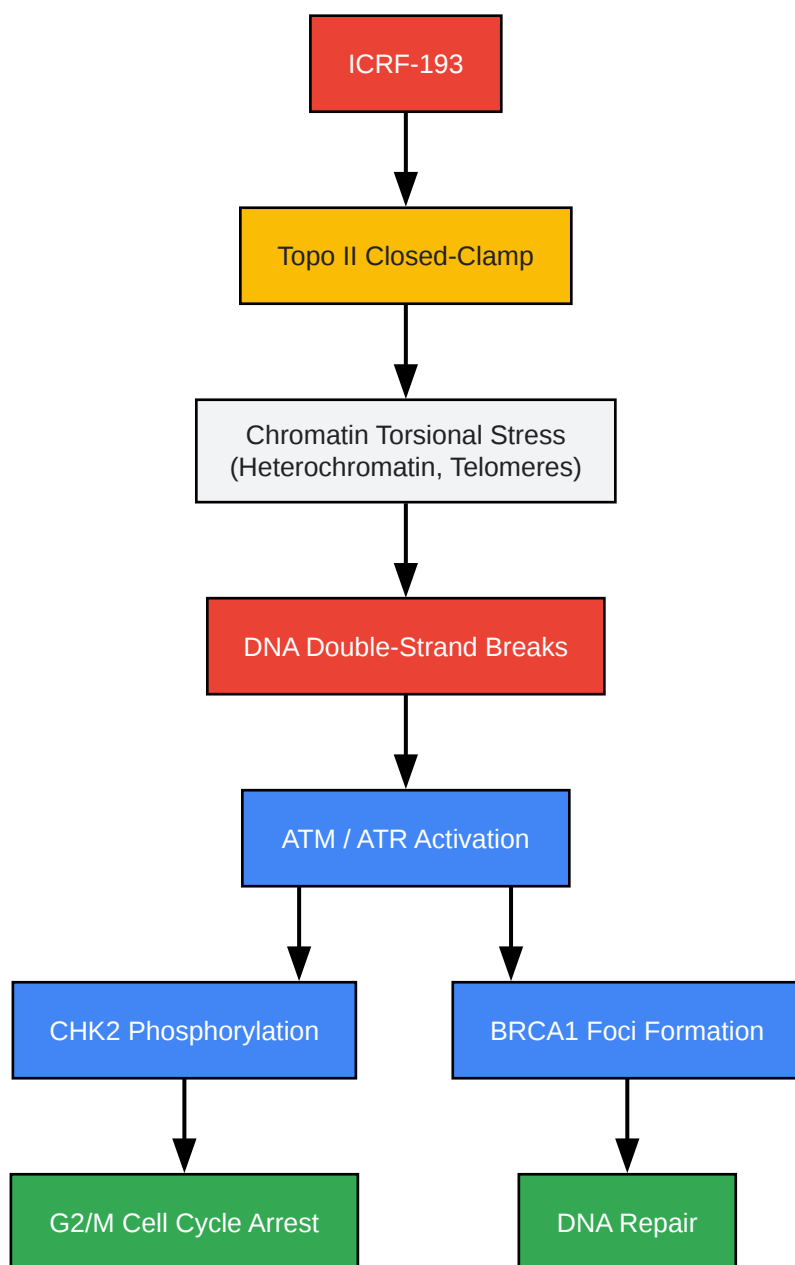 ICRF-193
Topo II Closed-Clamp
Chromatin Torsional Stress
(Heterochromatin, Telomeres)
DNA Double-Strand Breaks
ATM / ATR Activation
CHK2 Phosphorylation
BRCA1 Foci Formation
G2/M Cell Cycle Arrest
DNA Repair